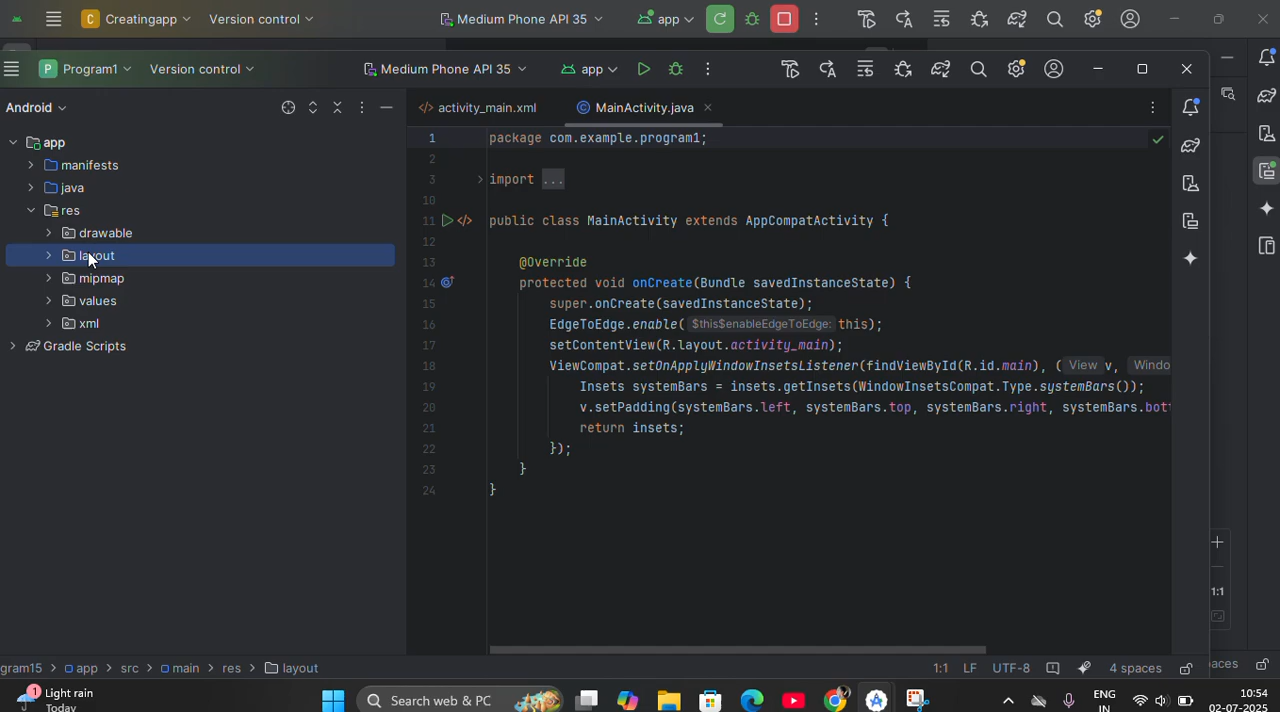 C Creatingapp Version control Medium Phone API 35 app
P Program1 Version control Medium Phone API 35 app
Android
app
manifests
java
res
drawable
layout
mipmap
values
xml
Gradle Scripts
activity_main.xml MainActivity.java
1 package com.example.program1;
2
3 import ...
10
11 public class MainActivity extends AppCompatActivity {
12
13 @Override
14 protected void onCreate(Bundle savedInstanceState) {
15 super.onCreate(savedInstanceState);
16 EdgeToEdge.enable( $this$enableEdgeToEdge: this);
17 setContentView(R.layout.activity_main);
18 ViewCompat.setOnApplyWindowInsetsListener(findViewById(R.id.main), ( View v, Windo
19 Insets systemBars = insets.getInsets(WindowInsetsCompat.Type.systemBars());
20 v.setPadding(systemBars.left, systemBars.top, systemBars.right, systemBars.bot
21 return insets;
22 });
23 }
24 }
1:1
gram15 > app > src > main > res > layout 1:1 LF UTF-8 4 spaces paces
1 Light rain
Today
Search web & PC
ENG
IN
10:54
02-07-2025